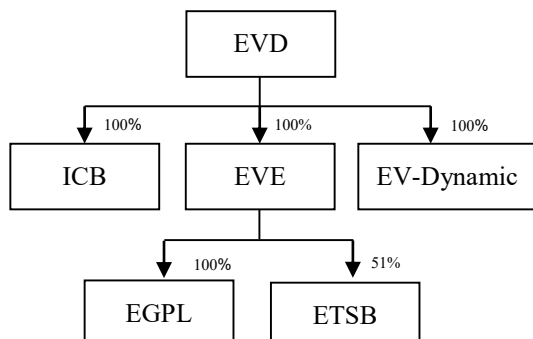 EVD
100% 100% 100%
ICB EVE EV-Dynamic
100% 51%
EGPL ETSB